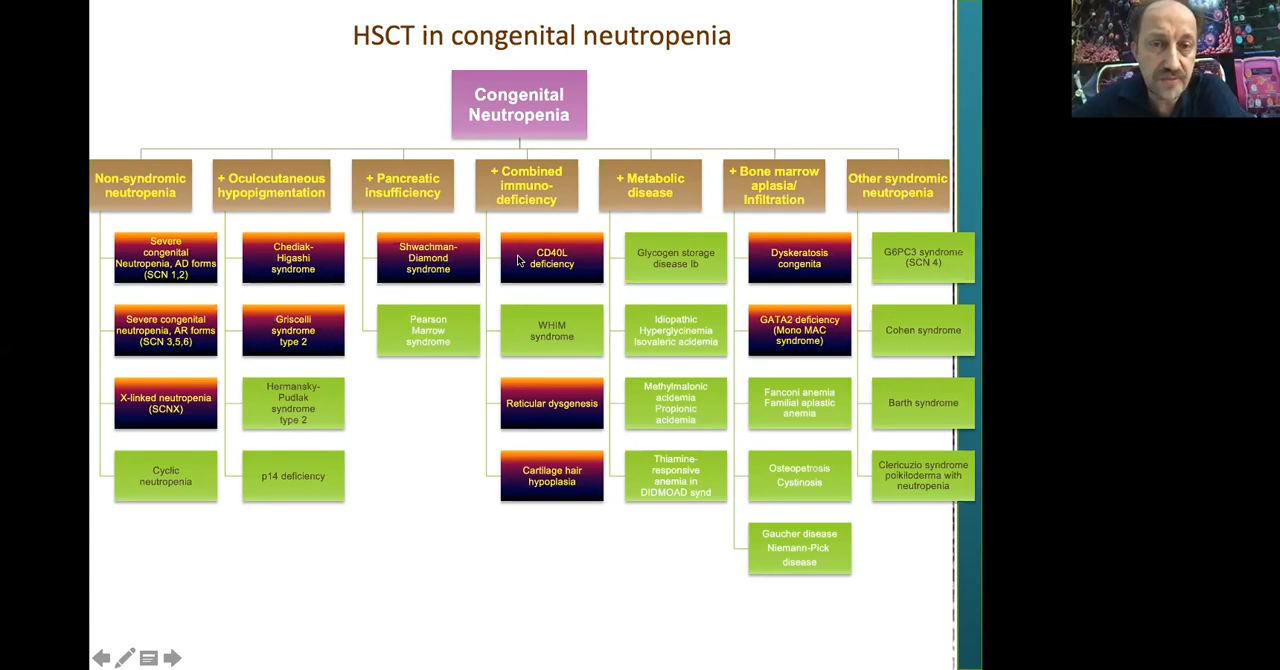 HSCT in congenital neutropenia
Congenital
Neutropenia
Non-syndromic
neutropenia
+ Oculocutaneous
hypopigmentation
+ Pancreatic
insufficiency
+ Combined
immuno-
deficiency
+ Metabolic
disease
+ Bone marrow
aplasia/
Infiltration
Other syndromic
neutropenia
Severe
congenital
Neutropenia, AD forms
(SCN 1,2)
Severe congenital
neutropenia, AR forms
(SCN 3,5,6)
X-linked neutropenia
(SCNX)
Cyclic
neutropenia
Chediak-
Higashi
syndrome
Griscelli
syndrome
type 2
Hermansky-
Pudlak
syndrome
type 2
p14 deficiency
Shwachman-
Diamond
syndrome
Pearson
Marrow
syndrome
CD40L
deficiency
WHIM
syndrome
Reticular dysgenesis
Cartilage hair
hypoplasia
Glycogen storage
disease Ib
Idiopathic
Hyperglycinemia
Isovaleric acidemia
Methylmalonic
acidemia
Propionic
acidemia
Thiamine-
responsive
anemia in
DIDMOAD synd
Dyskeratosis
congenita
GATA2 deficiency
(Mono MAC
syndrome)
Fanconi anemia
Familial aplastic
anemia
Osteopetrosis
Cystinosis
Gaucher disease
Niemann-Pick
disease
G6PC3 syndrome
(SCN 4)
Cohen syndrome
Barth syndrome
Clericuzio syndrome
poikiloderma with
neutropenia